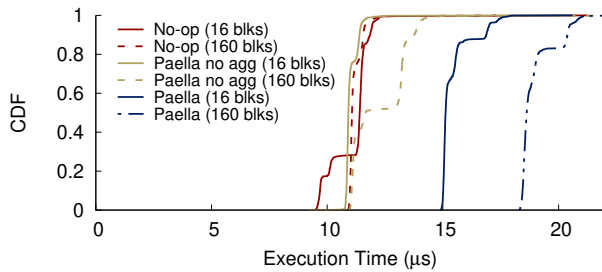 CDF
1
0.8
0.6
0.4
0.2
0
No-op (16 blks)
No-op (160 blks)
Paella no agg (16 blks)
Paella no agg (160 blks)
Paella (16 blks)
Paella (160 blks)
0 5 10 15 20
Execution Time (μs)